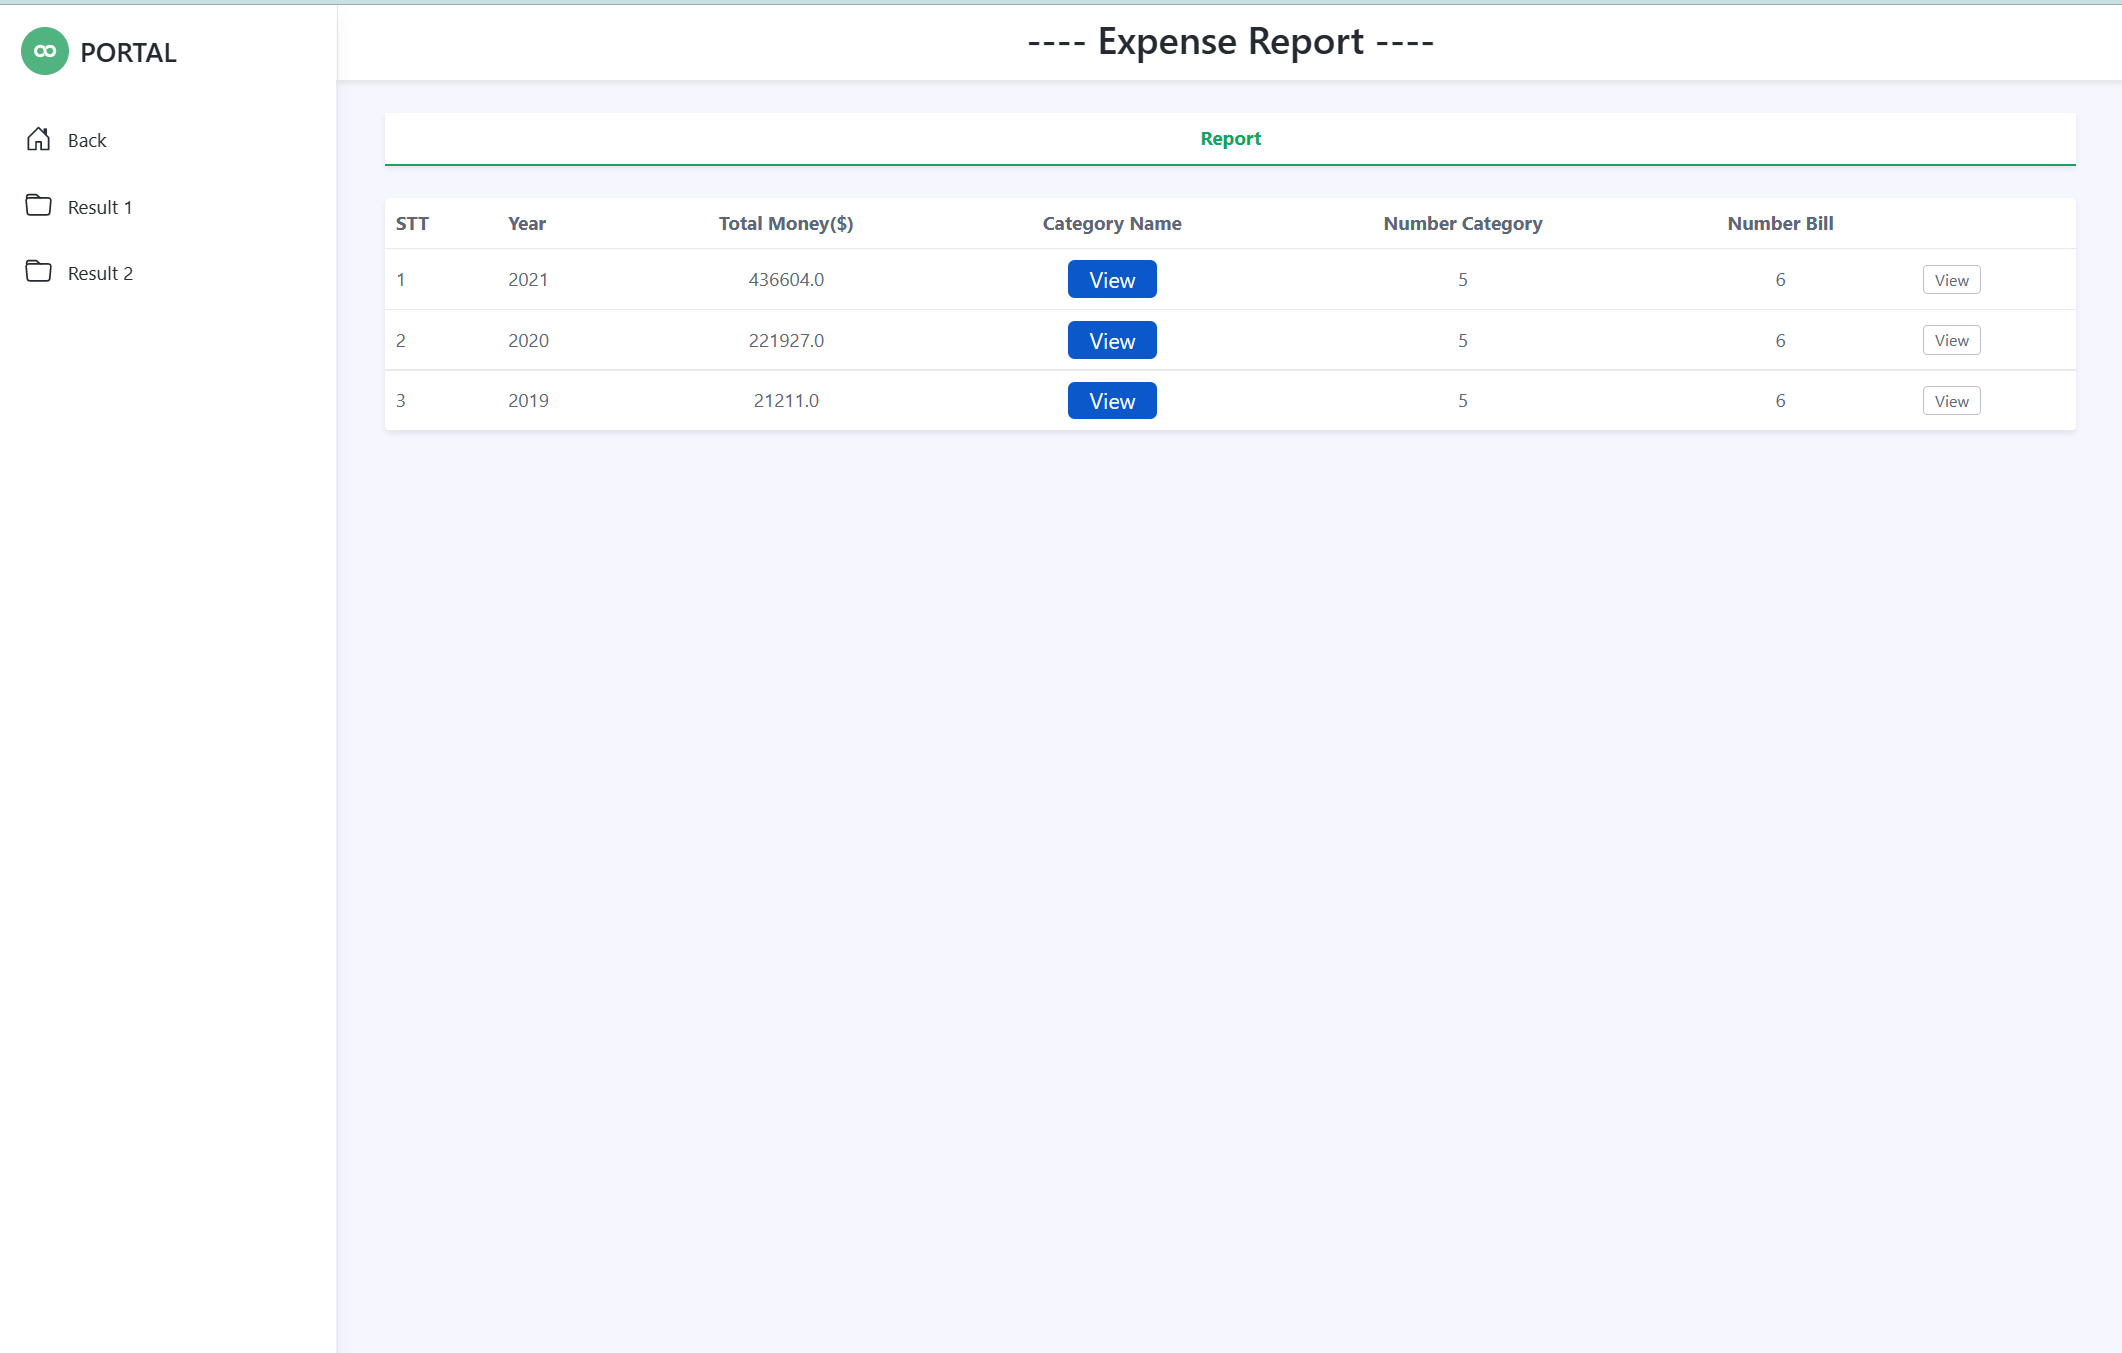 PORTAL
Back
Result 1
Result 2
---- Expense Report ----
Report
STT Year Total Money($) Category Name Number Category Number Bill
1 2021 436604.0 View 5 6 View
2 2020 221927.0 View 5 6 View
3 2019 21211.0 View 5 6 View